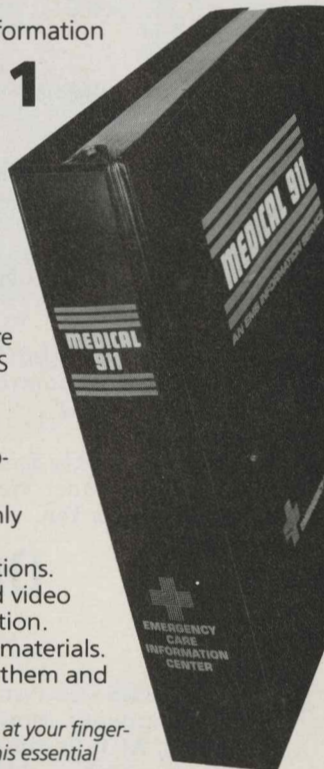 formation
1
re
S
o-
nly
tions.
d video
tion.
materials.
them and
at your finger-
his essential
MEDICAL
911
EMERGENCY
CARE
INFORMATION
CENTER
MEDICAL 911
AN EMS INFORMATION SERVICE